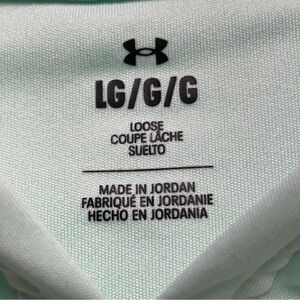 LG/G/G
LOOSE
COUPE LÂCHE
SUELTO
MADE IN JORDAN
FABRIQUÉ EN JORDANIE
HECHO EN JORDANIA